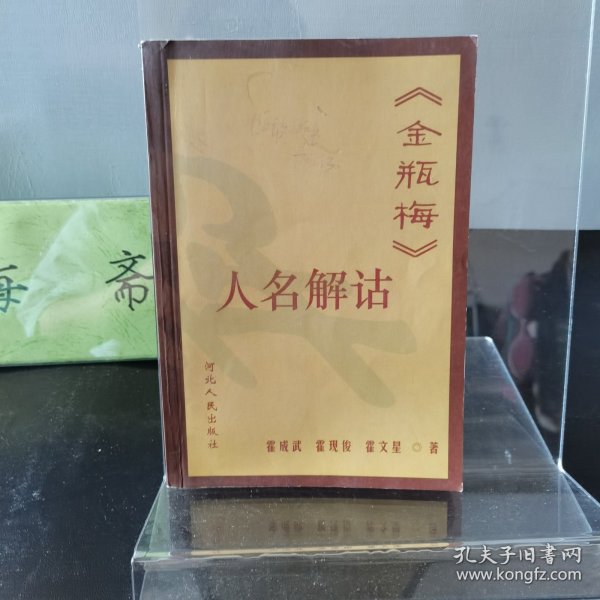 《金瓶梅》
人名解诂
河北人民出版社
霍成武 霍现俊 霍文星 ◎ 著
斋
孔夫子旧书网
www.kongfz.com